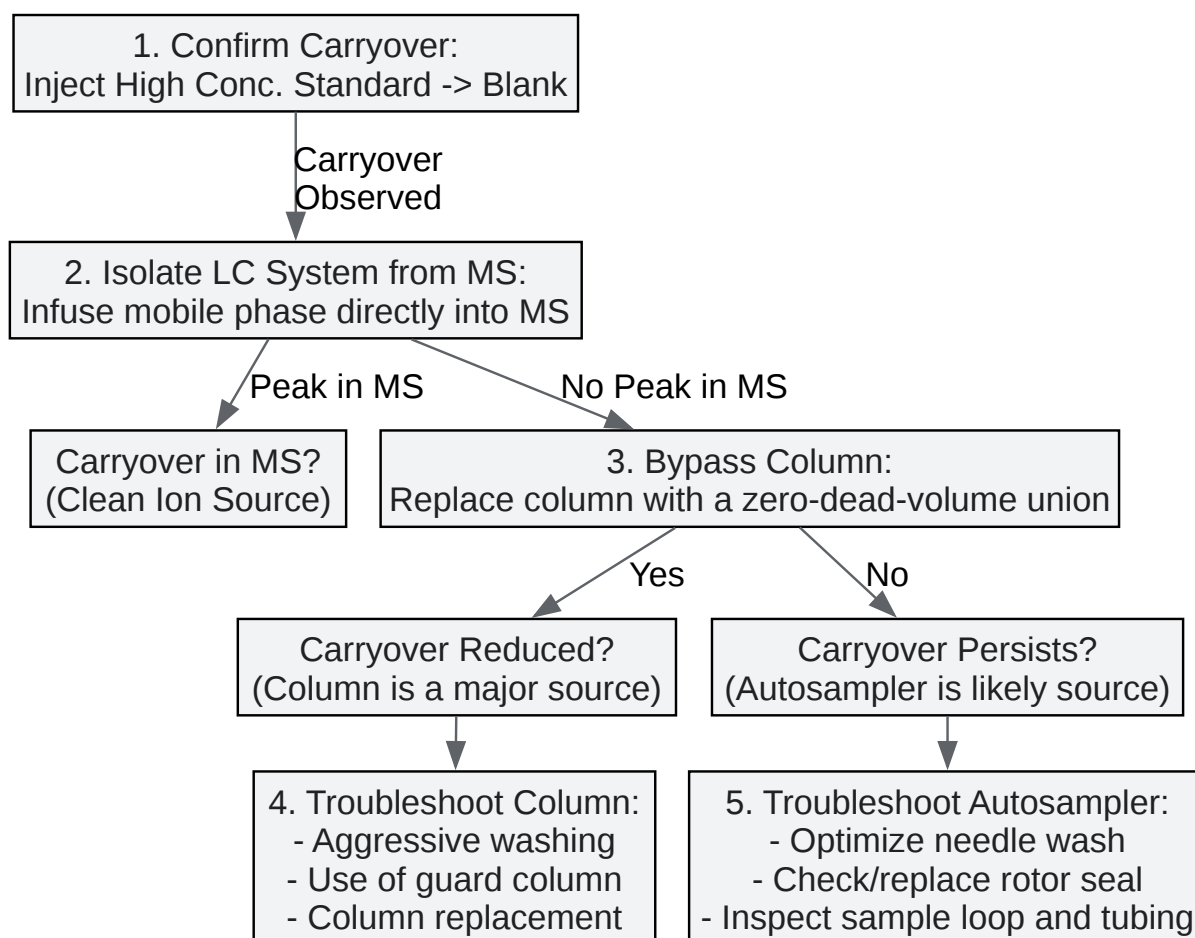 1. Confirm Carryover:
Inject High Conc. Standard -> Blank
Carryover
Observed
2. Isolate LC System from MS:
Infuse mobile phase directly into MS
Peak in MS
No Peak in MS
Carryover in MS?
(Clean Ion Source)
3. Bypass Column:
Replace column with a zero-dead-volume union
Yes
No
Carryover Reduced?
(Column is a major source)
Carryover Persists?
(Autosampler is likely source)
4. Troubleshoot Column:
- Aggressive washing
- Use of guard column
- Column replacement
5. Troubleshoot Autosampler:
- Optimize needle wash
- Check/replace rotor seal
- Inspect sample loop and tubing